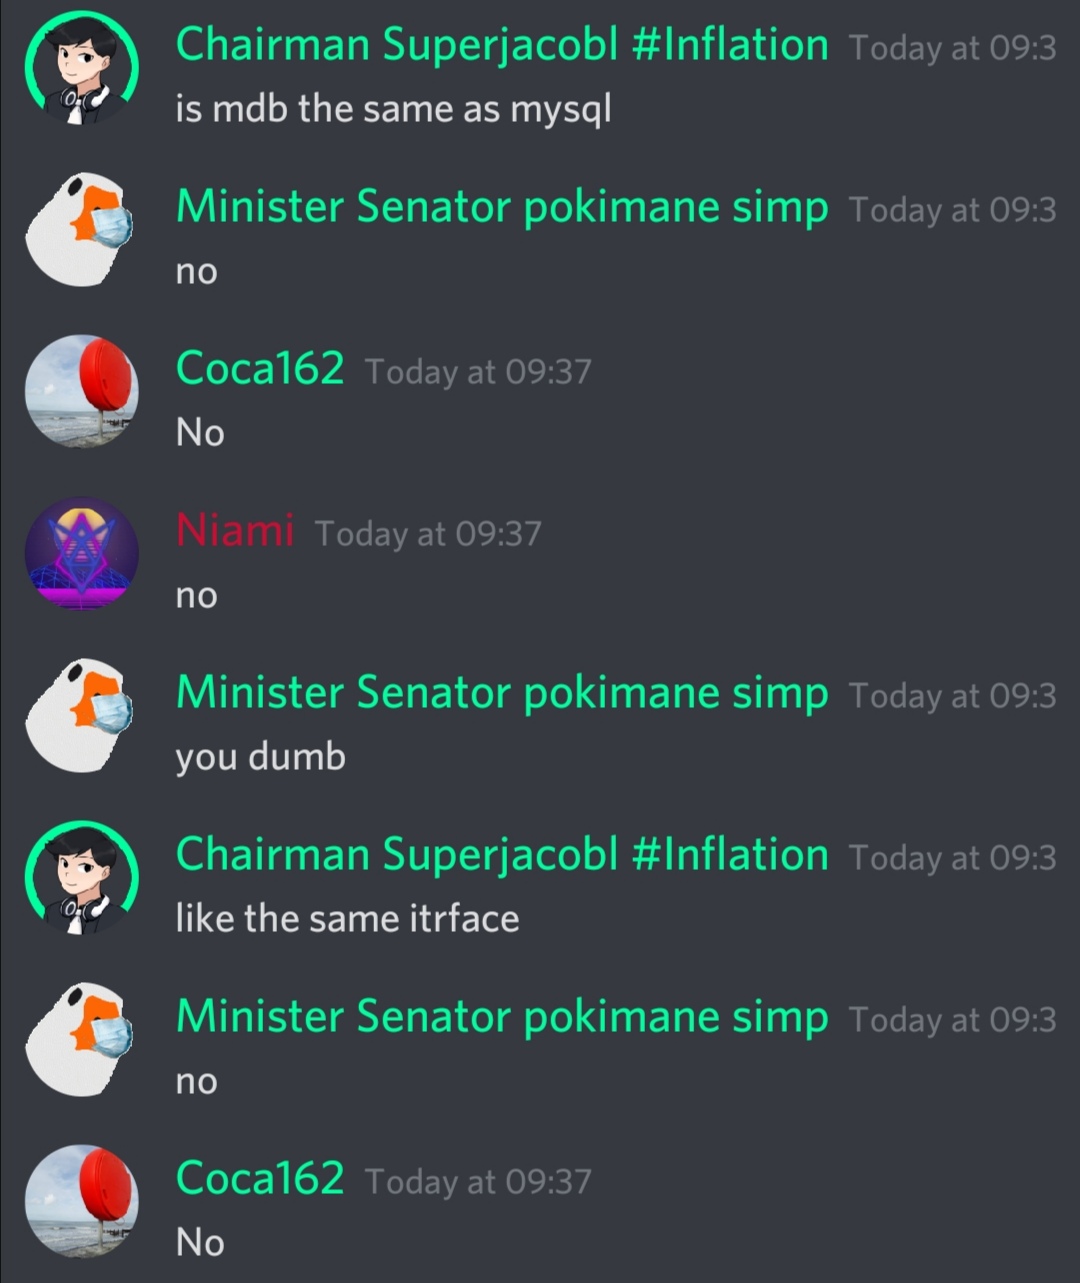 Chairman Superjacobl #Inflation Today at 09:3
is mdb the same as mysql
Minister Senator pokimane simp Today at 09:3
no
Coca162 Today at 09:37
No
Niami Today at 09:37
no
Minister Senator pokimane simp Today at 09:3
you dumb
Chairman Superjacobl #Inflation Today at 09:3
like the same itrface
Minister Senator pokimane simp Today at 09:3
no
Coca162 Today at 09:37
No